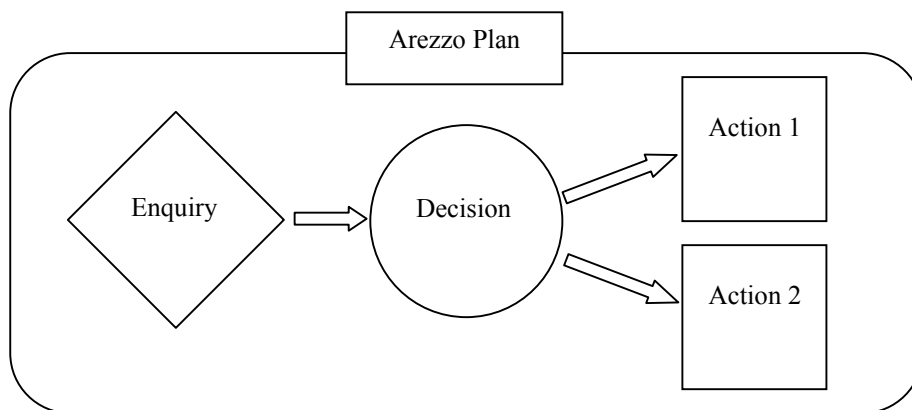 Arezzo Plan
Enquiry
Decision
Action 1
Action 2